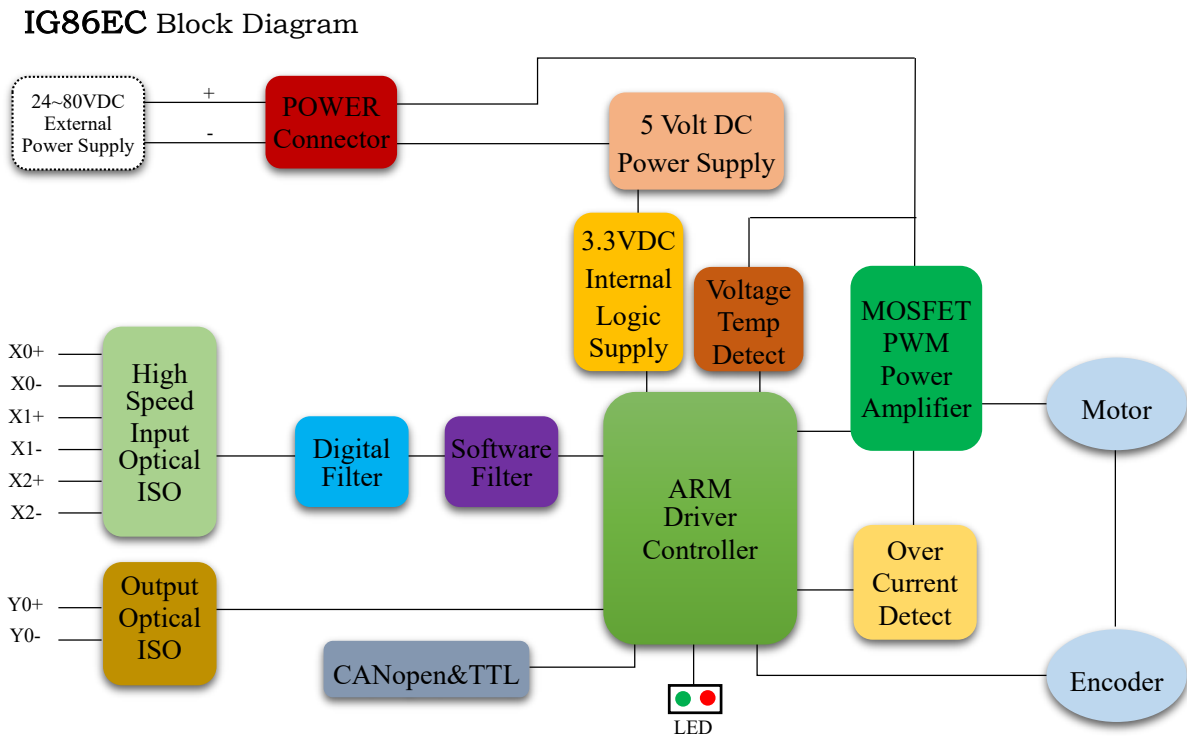 IG86EC Block Diagram
24~80VDC
External
Power Supply
+
-
POWER
Connector
5 Volt DC
Power Supply
3.3VDC
Internal
Logic
Supply
Voltage
Temp
Detect
MOSFET
PWM
Power
Amplifier
Motor
X0+
X0-
X1+
X1-
X2+
X2-
High
Speed
Input
Optical
ISO
Digital
Filter
Software
Filter
ARM
Driver
Controller
Over
Current
Detect
Y0+
Y0-
Output
Optical
ISO
CANopen&TTL
LED
Encoder